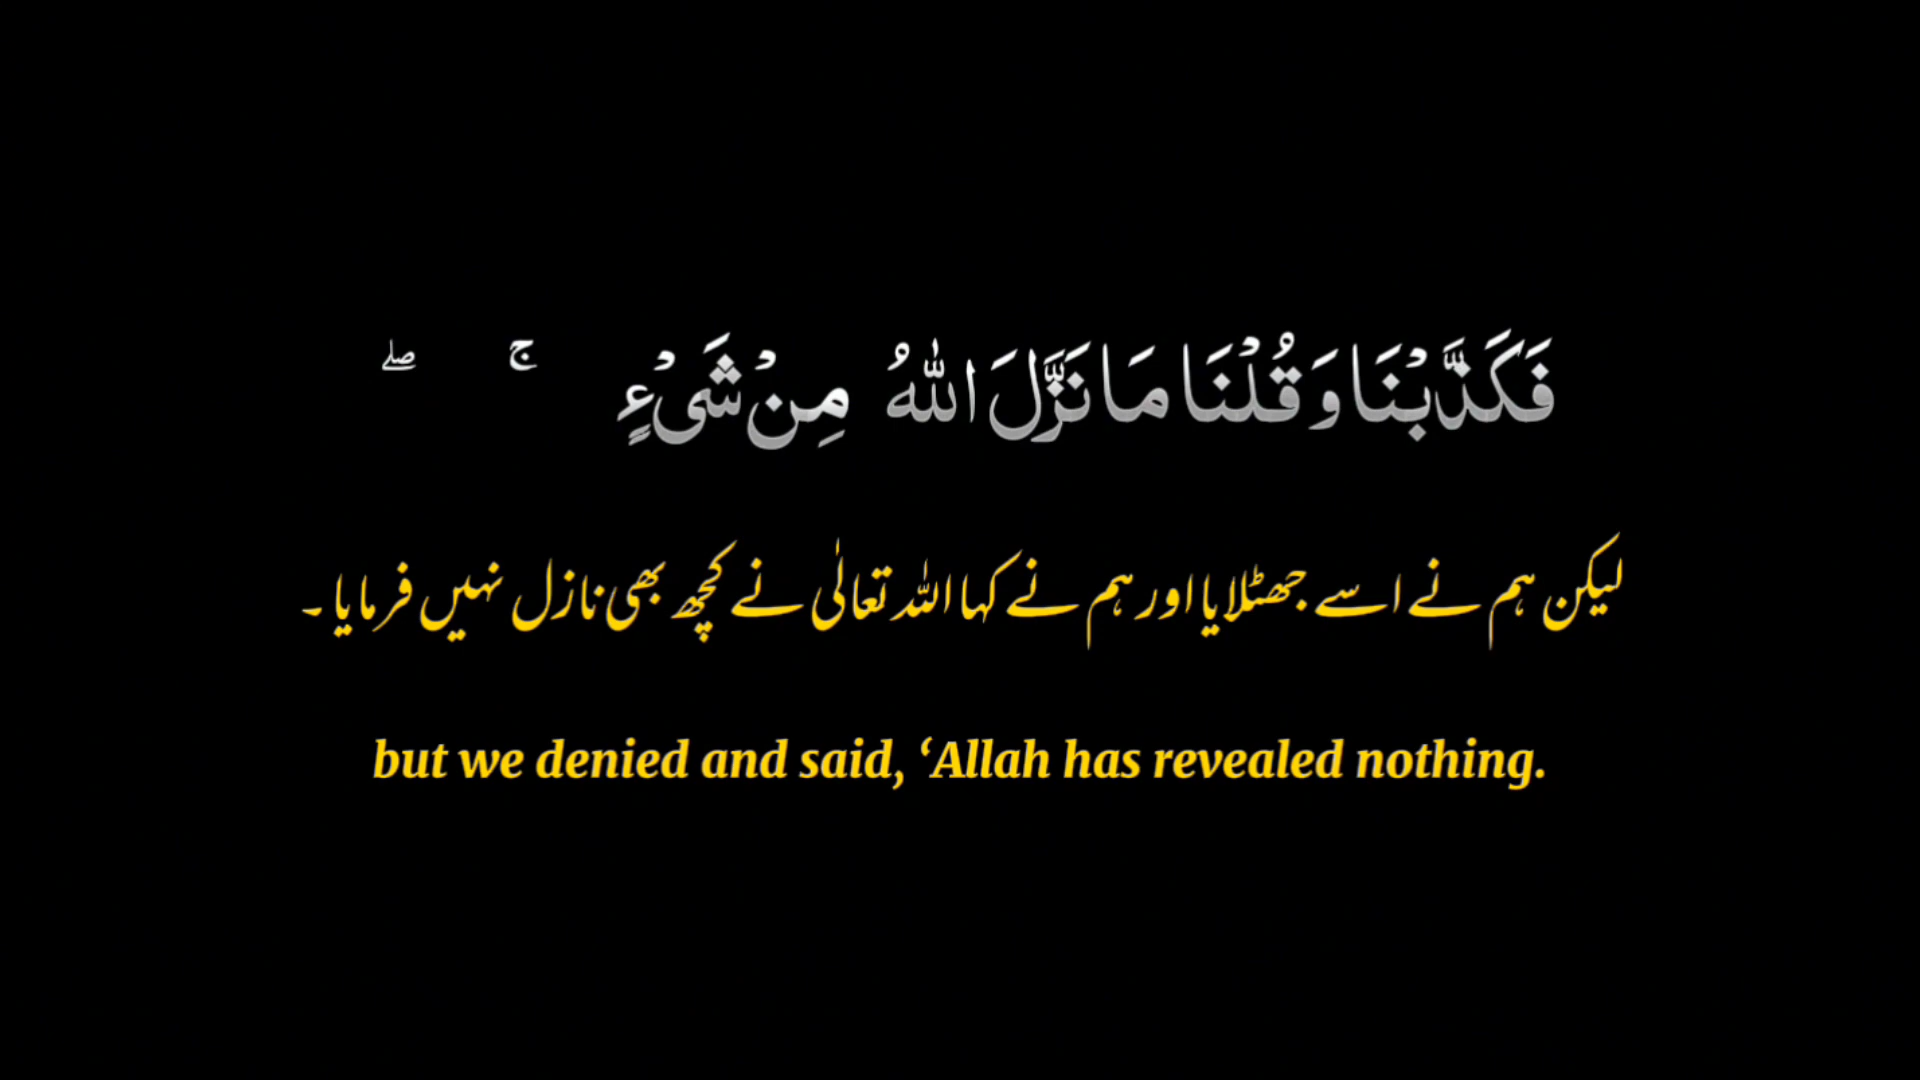 فَكَذَّبْنَا وَقُلْنَا مَا نَزَّلَ اللّٰهُ مِنْ شَىْءٍ ۚ ۖ
لیکن ہم نے اسے جھٹلایا اور ہم نے کہا اللہ تعالٰی نے کچھ بھی نازل نہیں فرمایا ۔
but we denied and said, ‘Allah has revealed nothing.